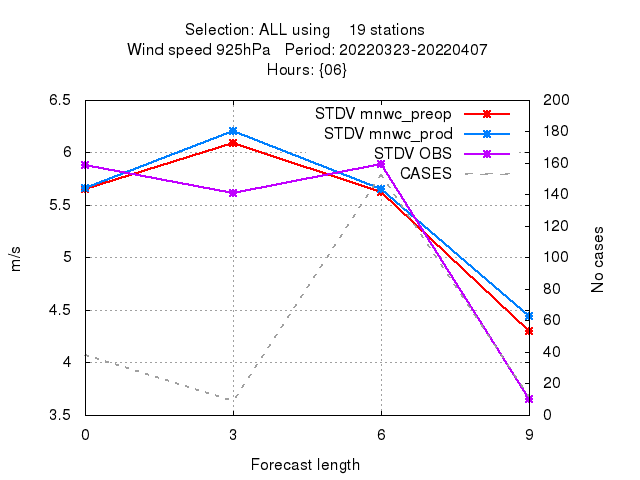 Selection: ALL using    19 stations
Wind speed 925hPa   Period: 20220323-20220407
Hours: {06}
STDV mnwc_preop
STDV mnwc_prod
STDV OBS
CASES
6.5
6
5.5
5
4.5
4
3.5
m/s
200
180
160
140
120
100
80
60
40
20
0
No cases
0 3 6 9
Forecast length